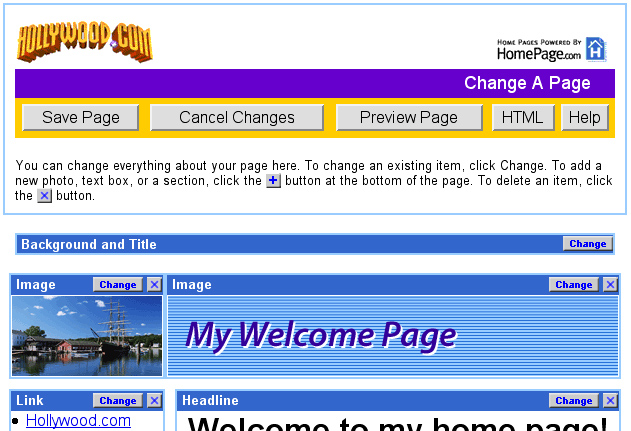 HOLLYWOOD.COM
Home Pages Powered By
HomePage.com
Change A Page
Save Page Cancel Changes Preview Page HTML Help
You can change everything about your page here. To change an existing item, click Change. To add a
new photo, text box, or a section, click the + button at the bottom of the page. To delete an item, click
the × button.
Background and Title Change
Image Change × Image Change ×
My Welcome Page
Link Change × Headline Change ×
• Hollywood.com
Welcome to my home page!